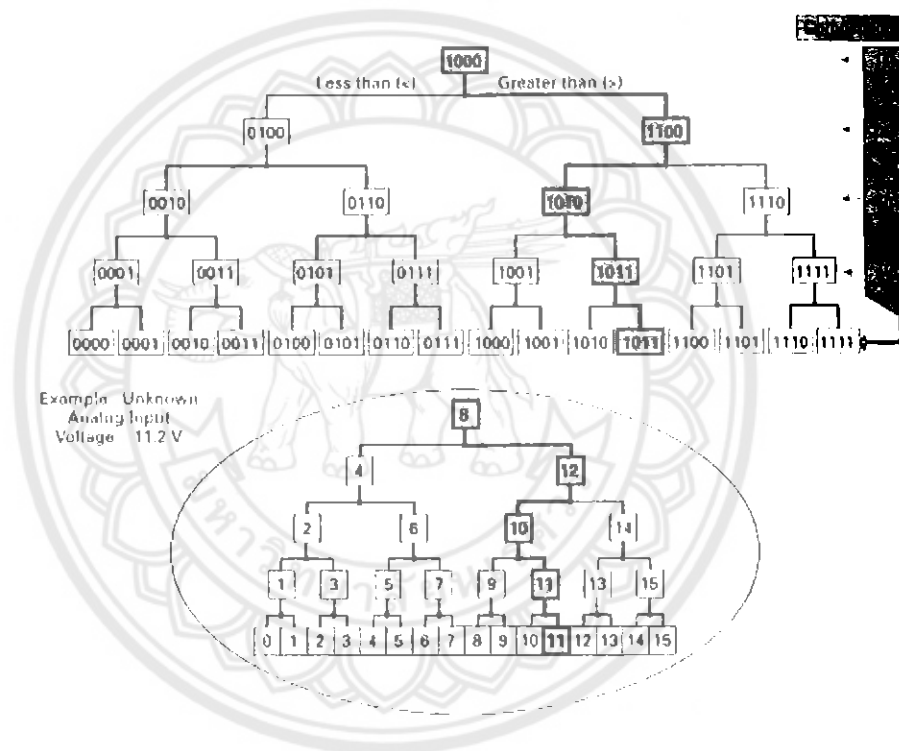 1000
Less than (<) Greater than (>)
0100 1100
0010 0110 1010 1110
0001 0011 0101 0111 1001 1011 1101 1111
0000 0001 0010 0011 0100 0101 0110 0111 1000 1001 1010 1011 1100 1101 1110 1111
Example Unknown
Analog Input
Voltage 11.2 V
8
4 12
2 6 10 14
1 3 5 7 9 11 13 15
0 1 2 3 4 5 6 7 8 9 10 11 12 13 14 15